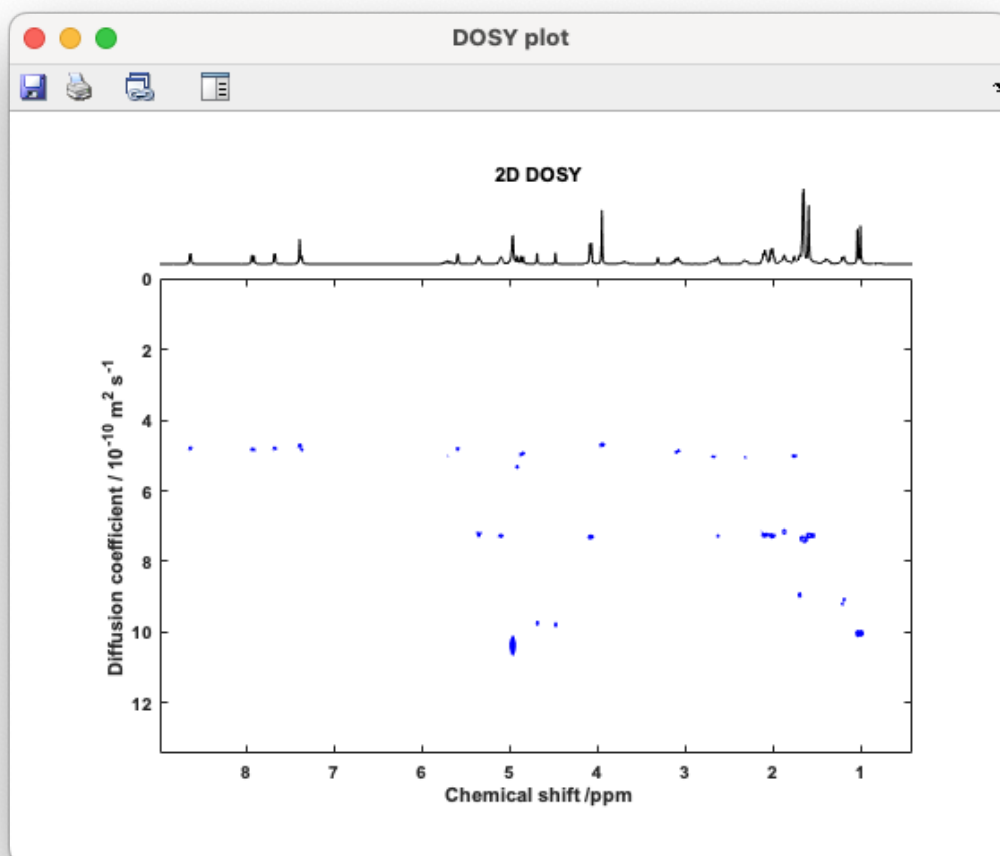 DOSY plot
2D DOSY
0
2
4
6
8
10
12
Diffusion coefficient / 10⁻¹⁰ m² s⁻¹
8 7 6 5 4 3 2 1
Chemical shift /ppm